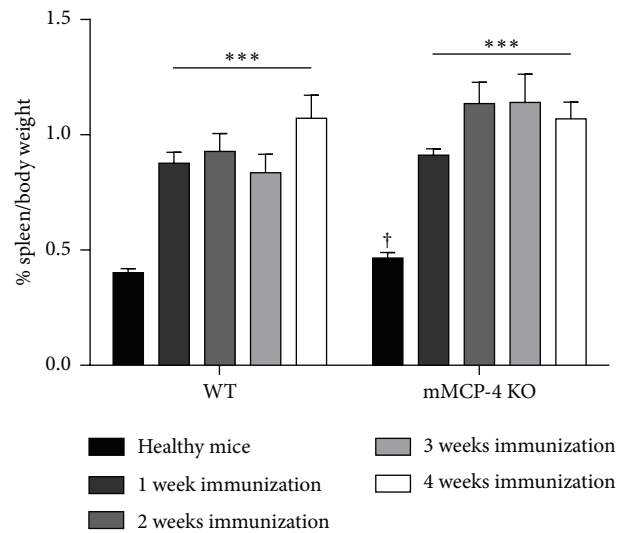 % spleen/body weight
1.5
1.0
0.5
0.0
***
***
†
WT
mMCP-4 KO
Healthy mice
1 week immunization
2 weeks immunization
3 weeks immunization
4 weeks immunization